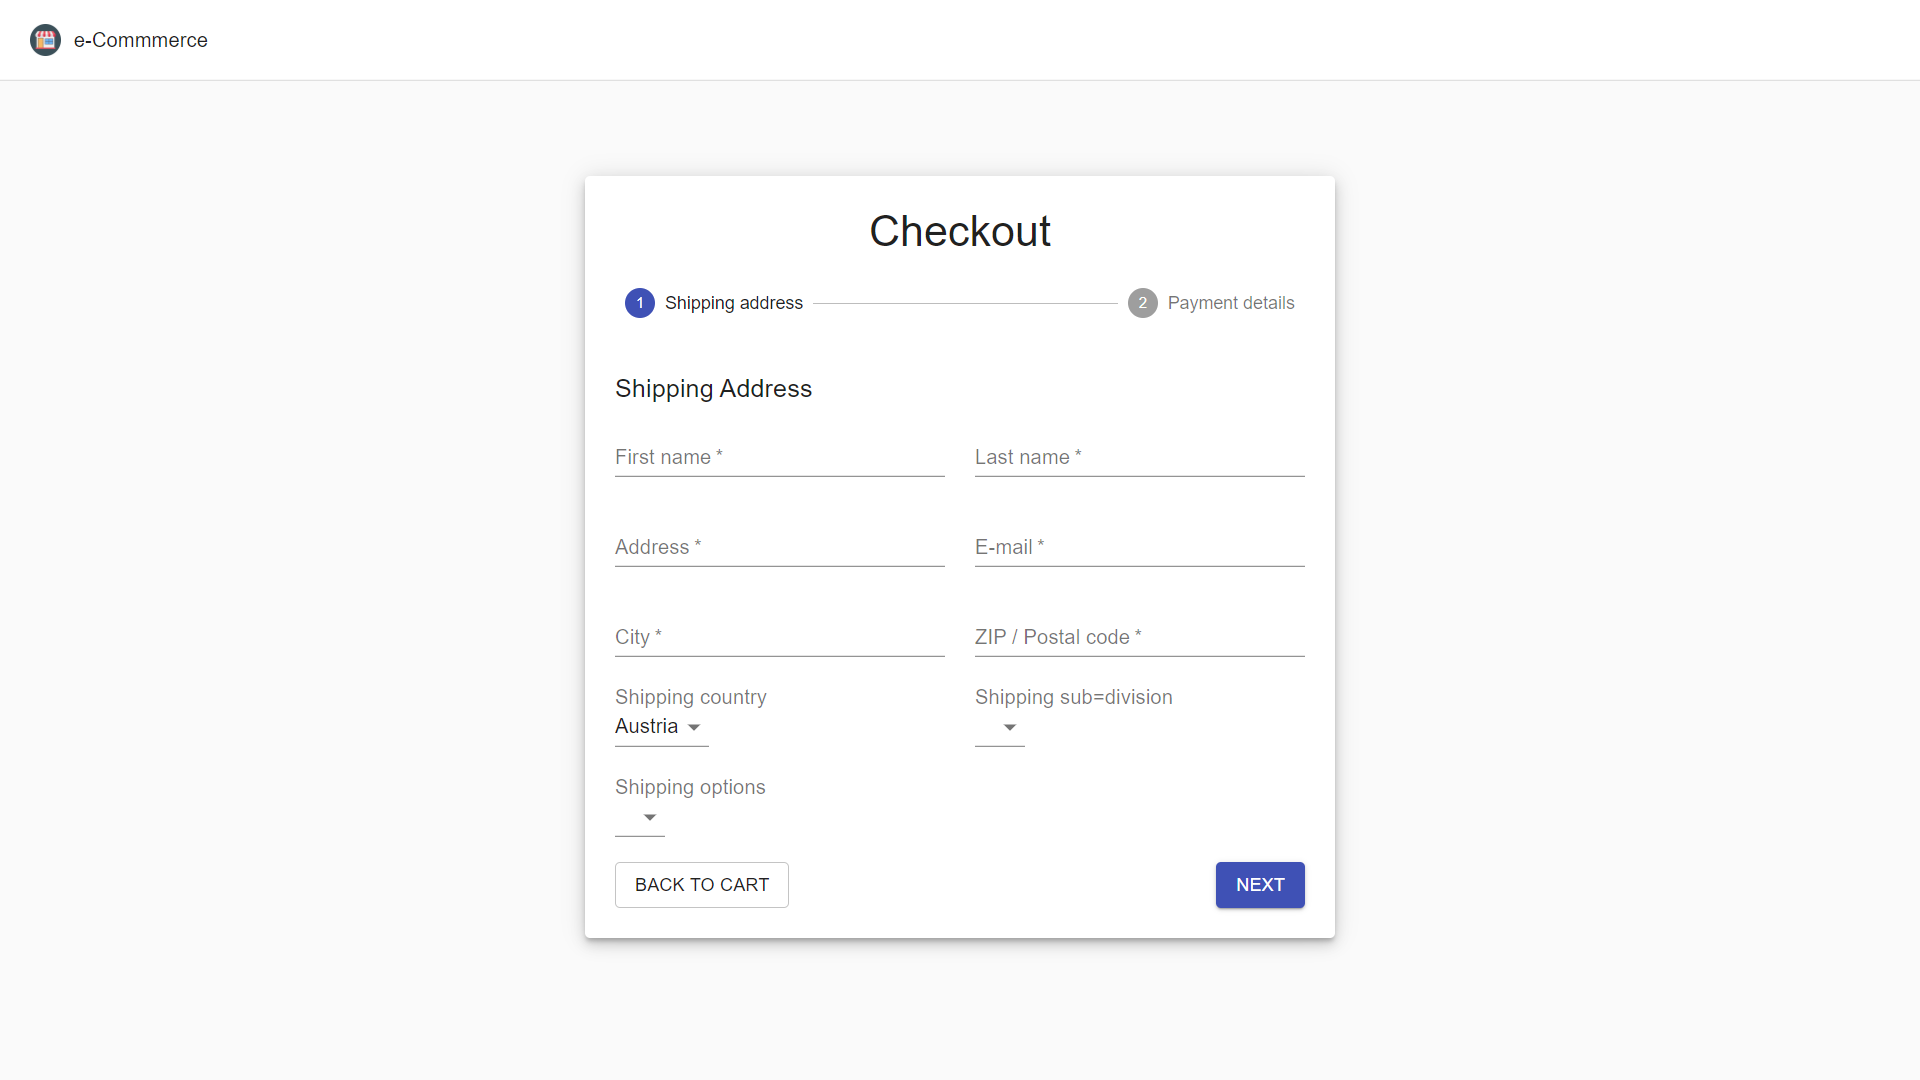 e-Commmerce
Checkout
1 Shipping address 2 Payment details
Shipping Address
First name * Last name *
Address * E-mail *
City * ZIP / Postal code *
Shipping country Shipping sub=division
Austria
Shipping options
BACK TO CART NEXT